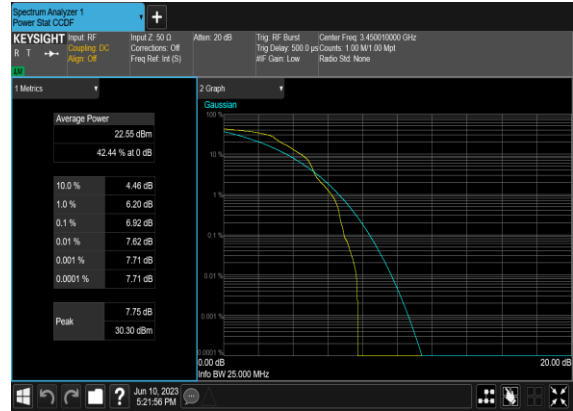 Spectrum Analyzer 1
Power Stat CCDF
KEYSIGHT
R T
LXI
Input: RF
Coupling: DC
Align: Off
Input Z: 50 Ω
Corrections: Off
Freq Ref: Int (S)
Atten: 20 dB
Trig: RF Burst
Trig Delay: 500.0 µs
#IF Gain: Low
Center Freq: 3.450010000 GHz
Counts: 1.00 M/1.00 Mpt
Radio Std: None
1 Metrics
Average Power
22.55 dBm
42.44 % at 0 dB
10.0 % 4.46 dB
1.0 % 6.20 dB
0.1 % 6.92 dB
0.01 % 7.62 dB
0.001 % 7.71 dB
0.0001 % 7.71 dB
Peak
7.75 dB
30.30 dBm
2 Graph
Gaussian
100 %
10 %
1 %
0.1 %
0.01 %
0.001 %
0.0001 %
0.00 dB
20.00 dB
Info BW 25.000 MHz
?
Jun 10, 2023
5:21:56 PM